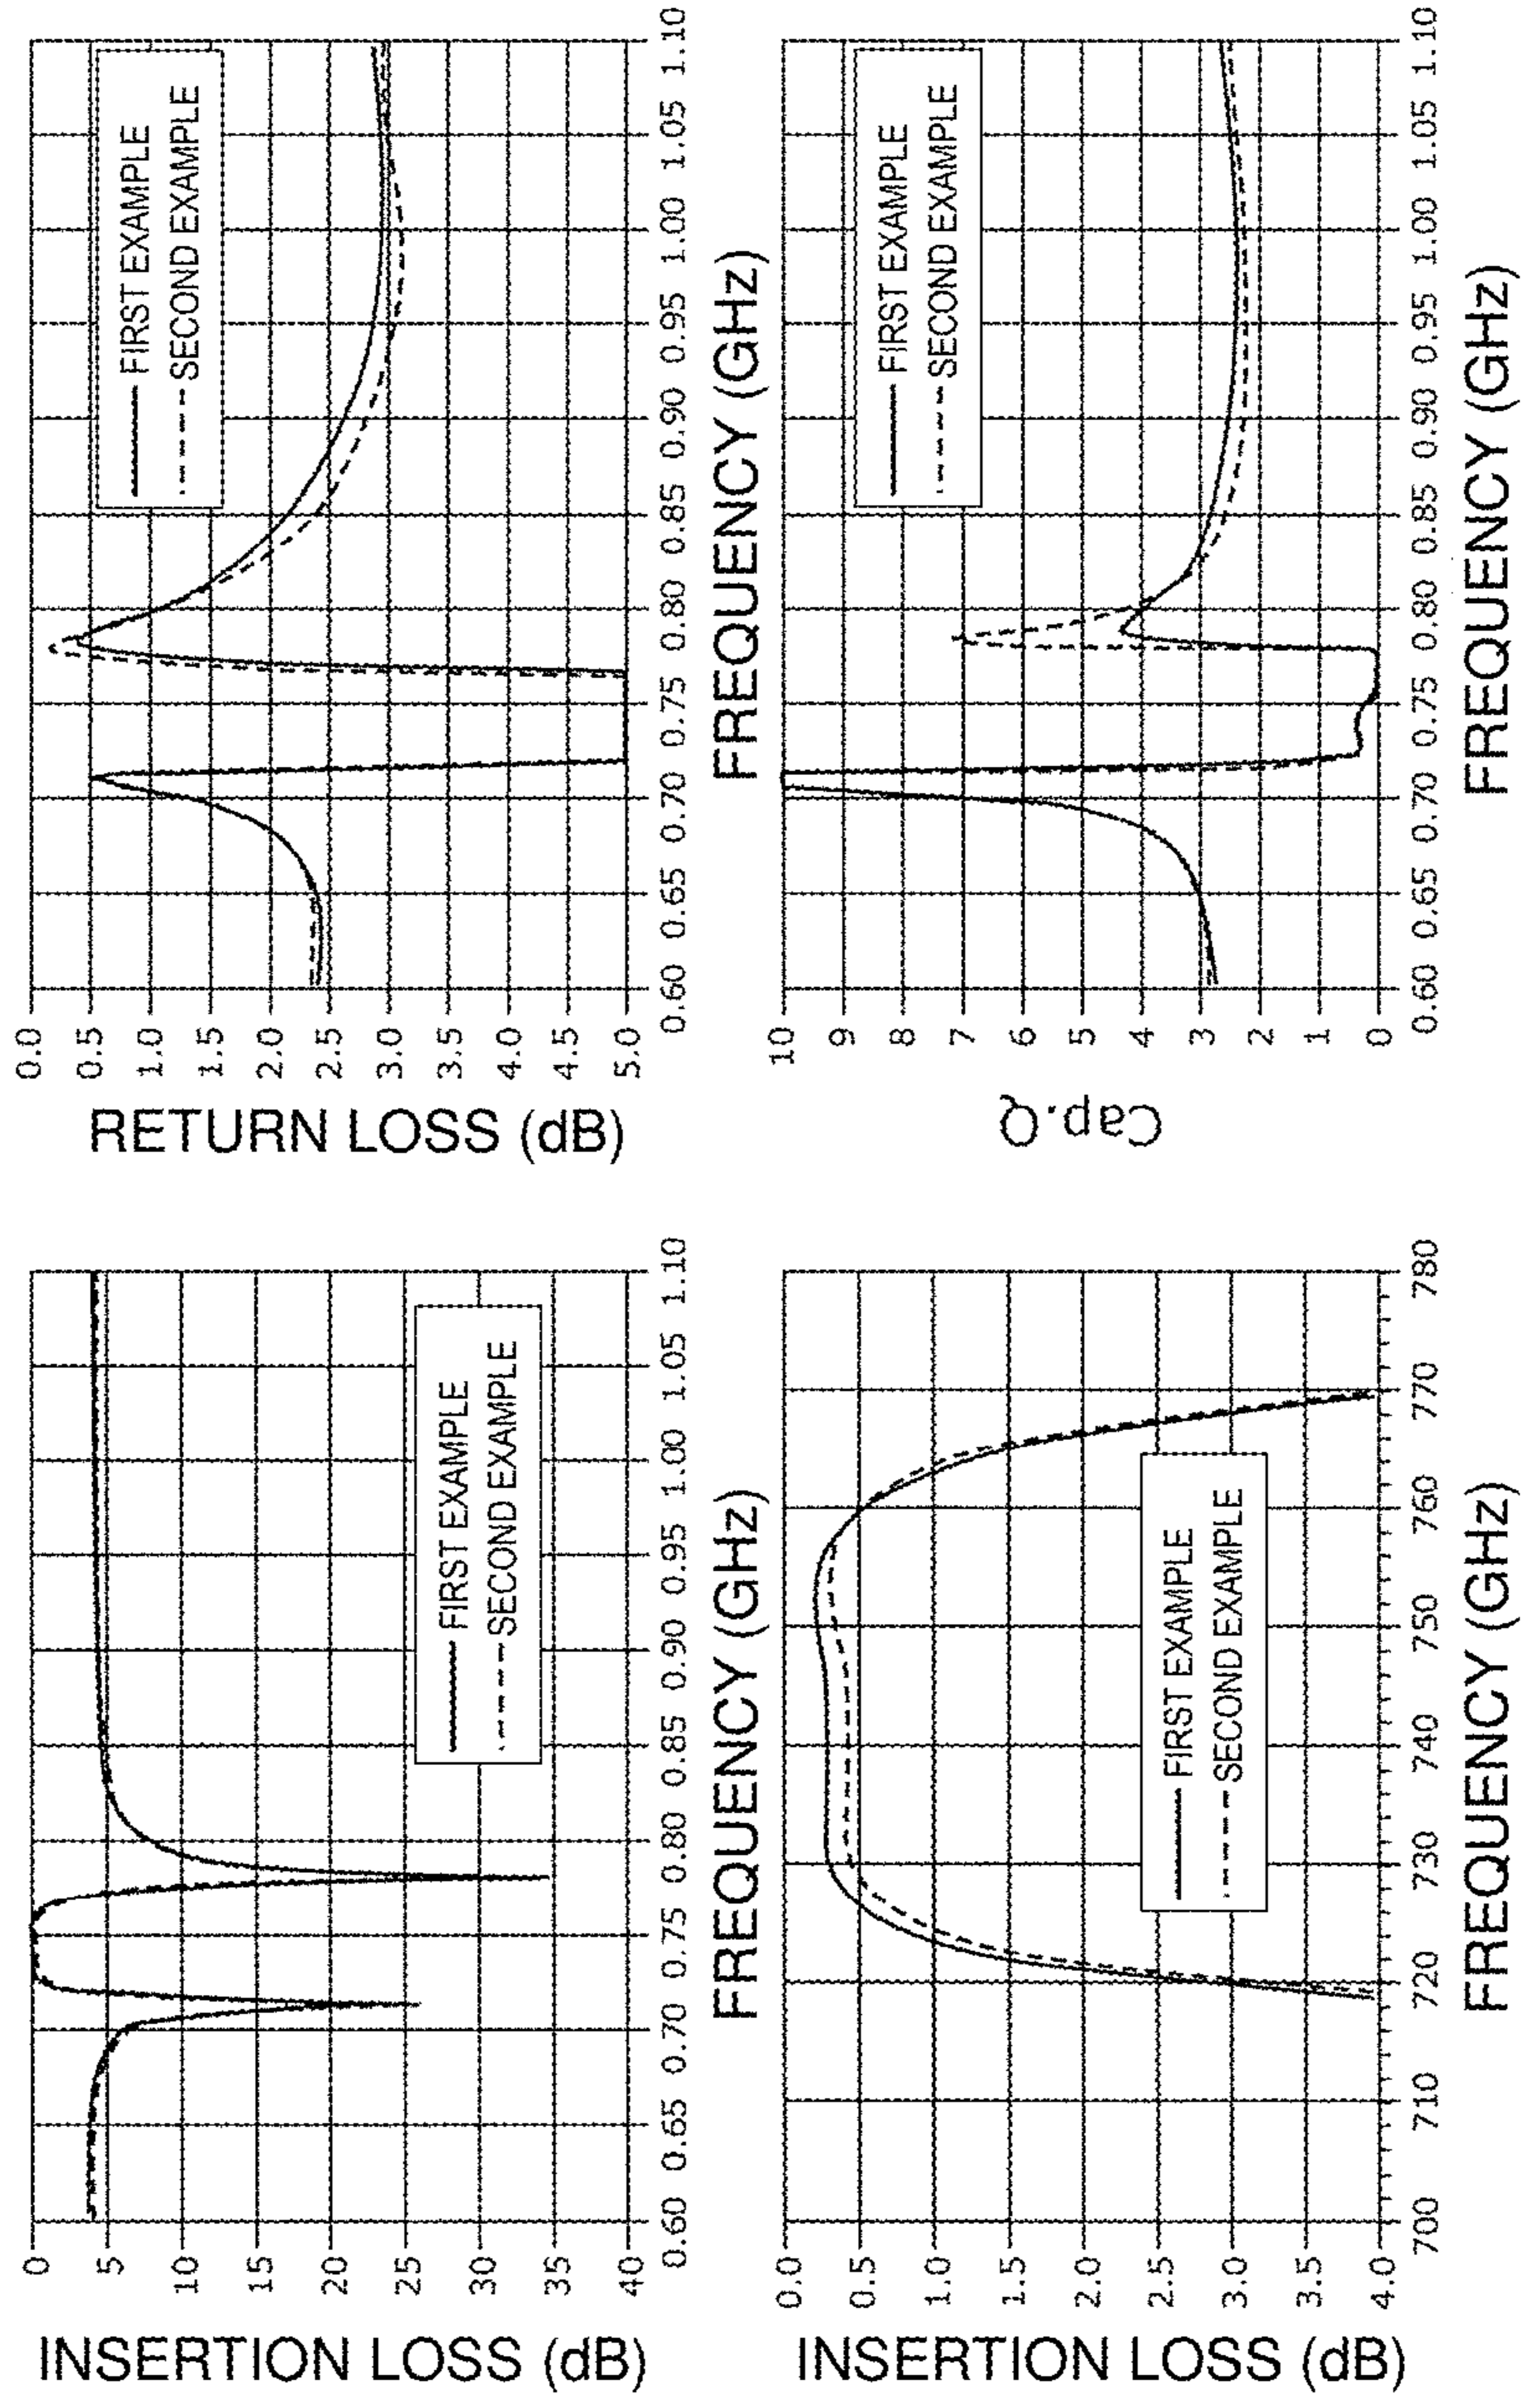 INSERTION LOSS (dB)
0
5
10
15
20
25
30
35
40
FIRST EXAMPLE
SECOND EXAMPLE
0.60 0.65 0.70 0.75 0.80 0.85 0.90 0.95 1.00 1.05 1.10
FREQUENCY (GHz)
RETURN LOSS (dB)
0.0
0.5
1.0
1.5
2.0
2.5
3.0
3.5
4.0
4.5
5.0
FIRST EXAMPLE
SECOND EXAMPLE
0.60 0.65 0.70 0.75 0.80 0.85 0.90 0.95 1.00 1.05 1.10
FREQUENCY (GHz)
INSERTION LOSS (dB)
0.0
0.5
1.0
1.5
2.0
2.5
3.0
3.5
4.0
FIRST EXAMPLE
SECOND EXAMPLE
700 710 720 730 740 750 760 770 780
FREQUENCY (GHz)
Cap.Q
10
9
8
7
6
5
4
3
2
1
0
FIRST EXAMPLE
SECOND EXAMPLE
0.60 0.65 0.70 0.75 0.80 0.85 0.90 0.95 1.00 1.05 1.10
FREQUENCY (GHz)